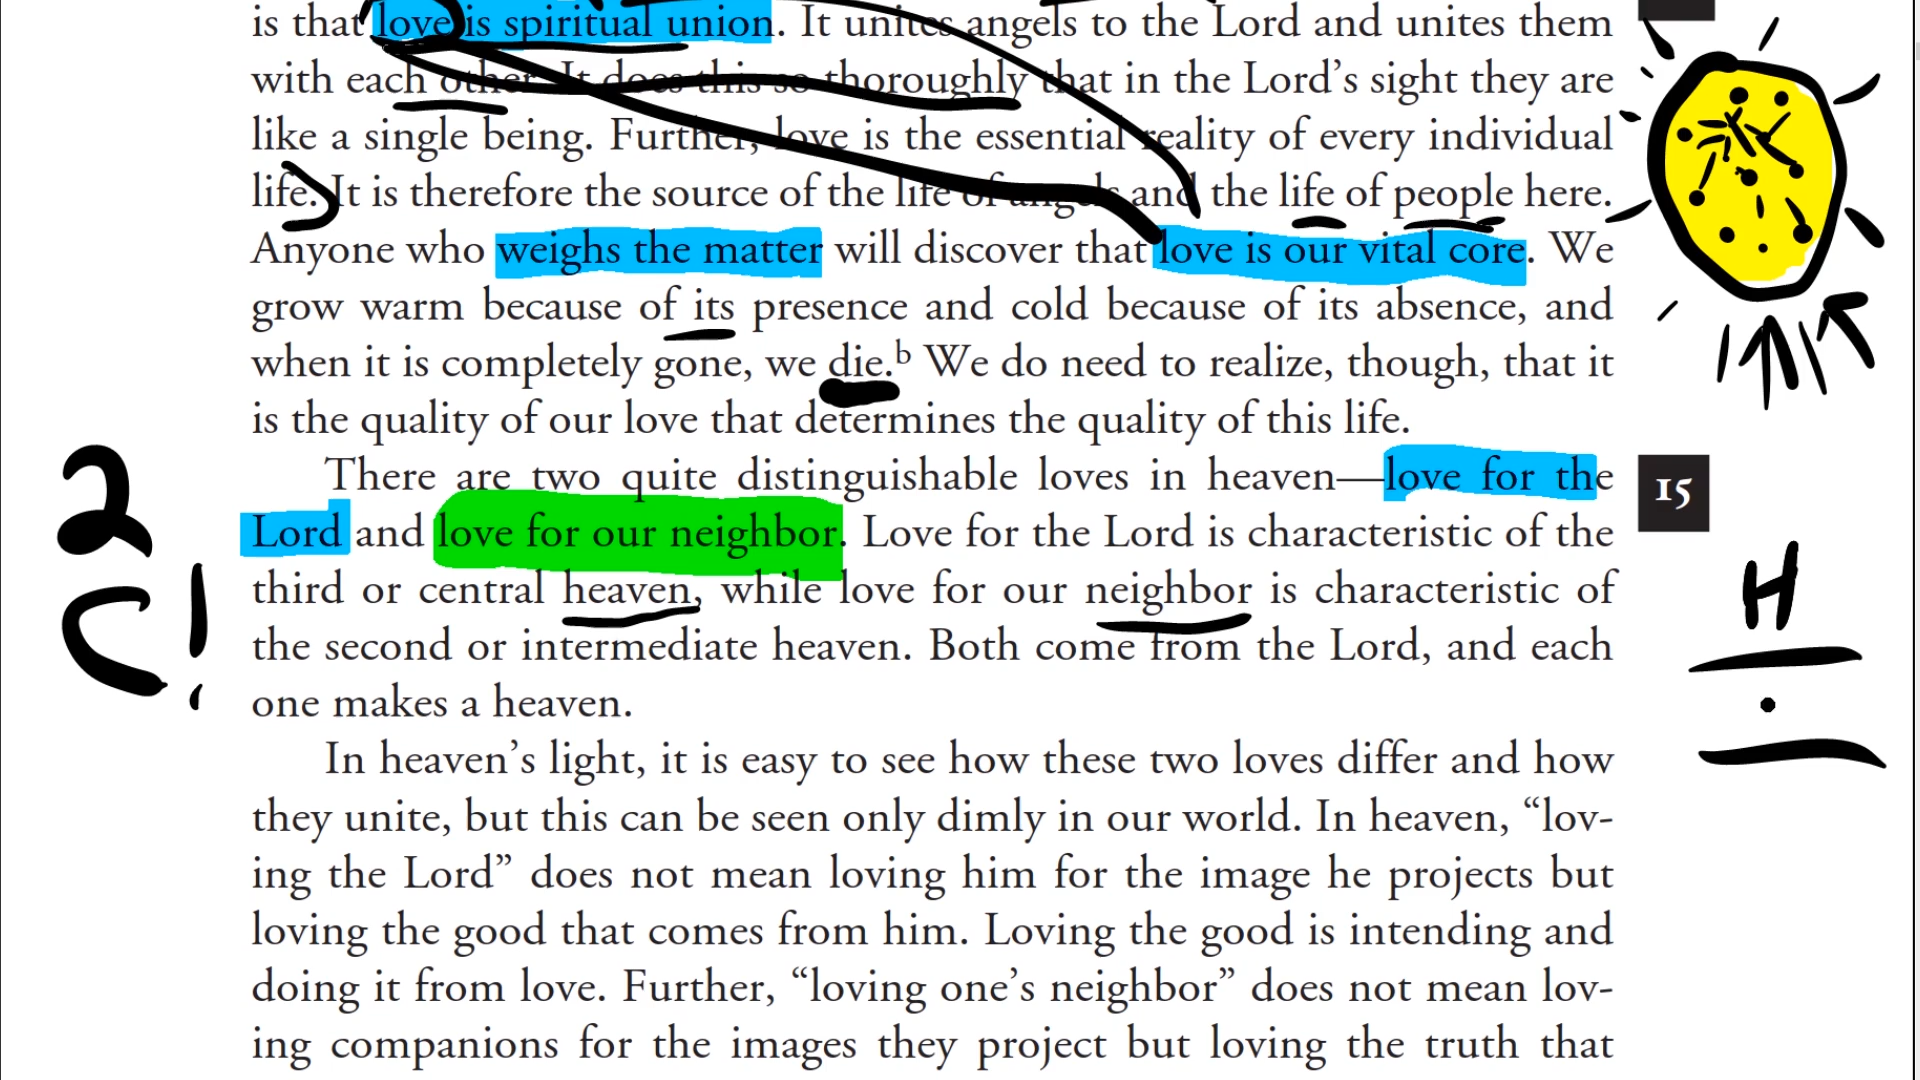 is that love is spiritual union. It unites angels to the Lord and unites them
with each other. It does this so thoroughly that in the Lord’s sight they are
like a single being. Further, love is the essential reality of every individual
life. It is therefore the source of the life of angels and the life of people here.
Anyone who weighs the matter will discover that love is our vital core. We
grow warm because of its presence and cold because of its absence, and
when it is completely gone, we die.b We do need to realize, though, that it
is the quality of our love that determines the quality of this life.
There are two quite distinguishable loves in heaven—love for the
15
Lord and love for our neighbor. Love for the Lord is characteristic of the
third or central heaven, while love for our neighbor is characteristic of
the second or intermediate heaven. Both come from the Lord, and each
one makes a heaven.
In heaven’s light, it is easy to see how these two loves differ and how
they unite, but this can be seen only dimly in our world. In heaven, “lov-
ing the Lord” does not mean loving him for the image he projects but
loving the good that comes from him. Loving the good is intending and
doing it from love. Further, “loving one’s neighbor” does not mean lov-
ing companions for the images they project but loving the truth that
2
C!
H